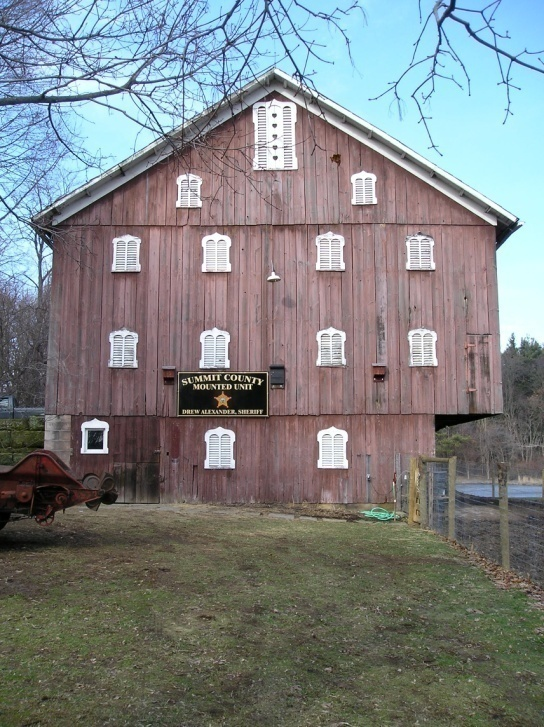 SUMMIT COUNTY
MOUNTED UNIT
DREW ALEXANDER, SHERIFF